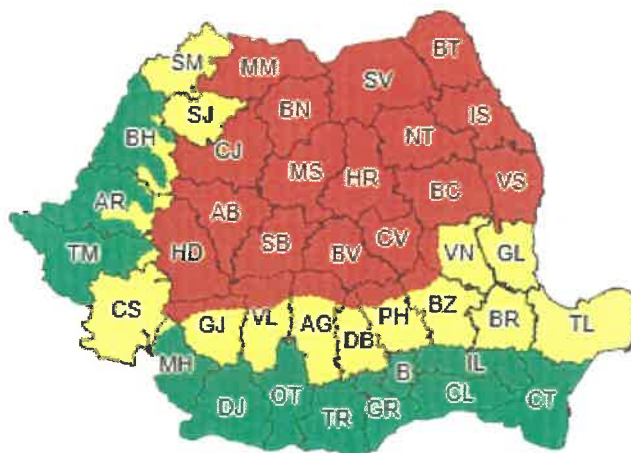 BT
SM MM SV
SJ BN IS
BH CJ NT
MS HR BC VS
AR AB
TM HD SB BV CV VN GL
CS GJ VL AG DB PH BZ BR TL
MH B IL
DJ OT TR GR CL CT